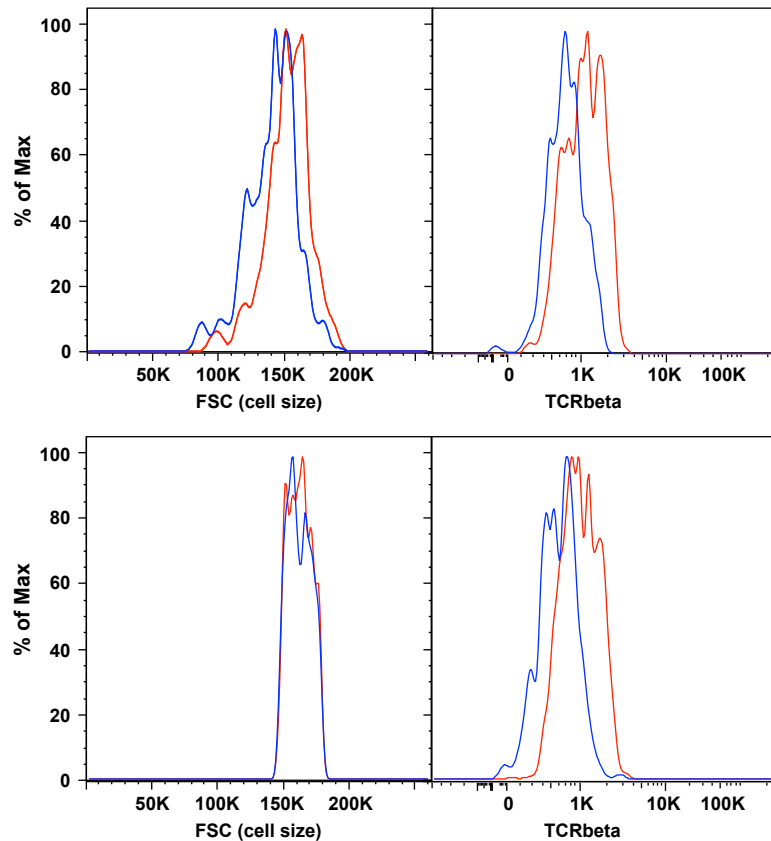 100
80
60
40
20
0
% of Max
50K 100K 150K 200K
FSC (cell size)
0 1K 10K 100K
TCRbeta
100
80
60
40
20
0
% of Max
50K 100K 150K 200K
FSC (cell size)
0 1K 10K 100K
TCRbeta